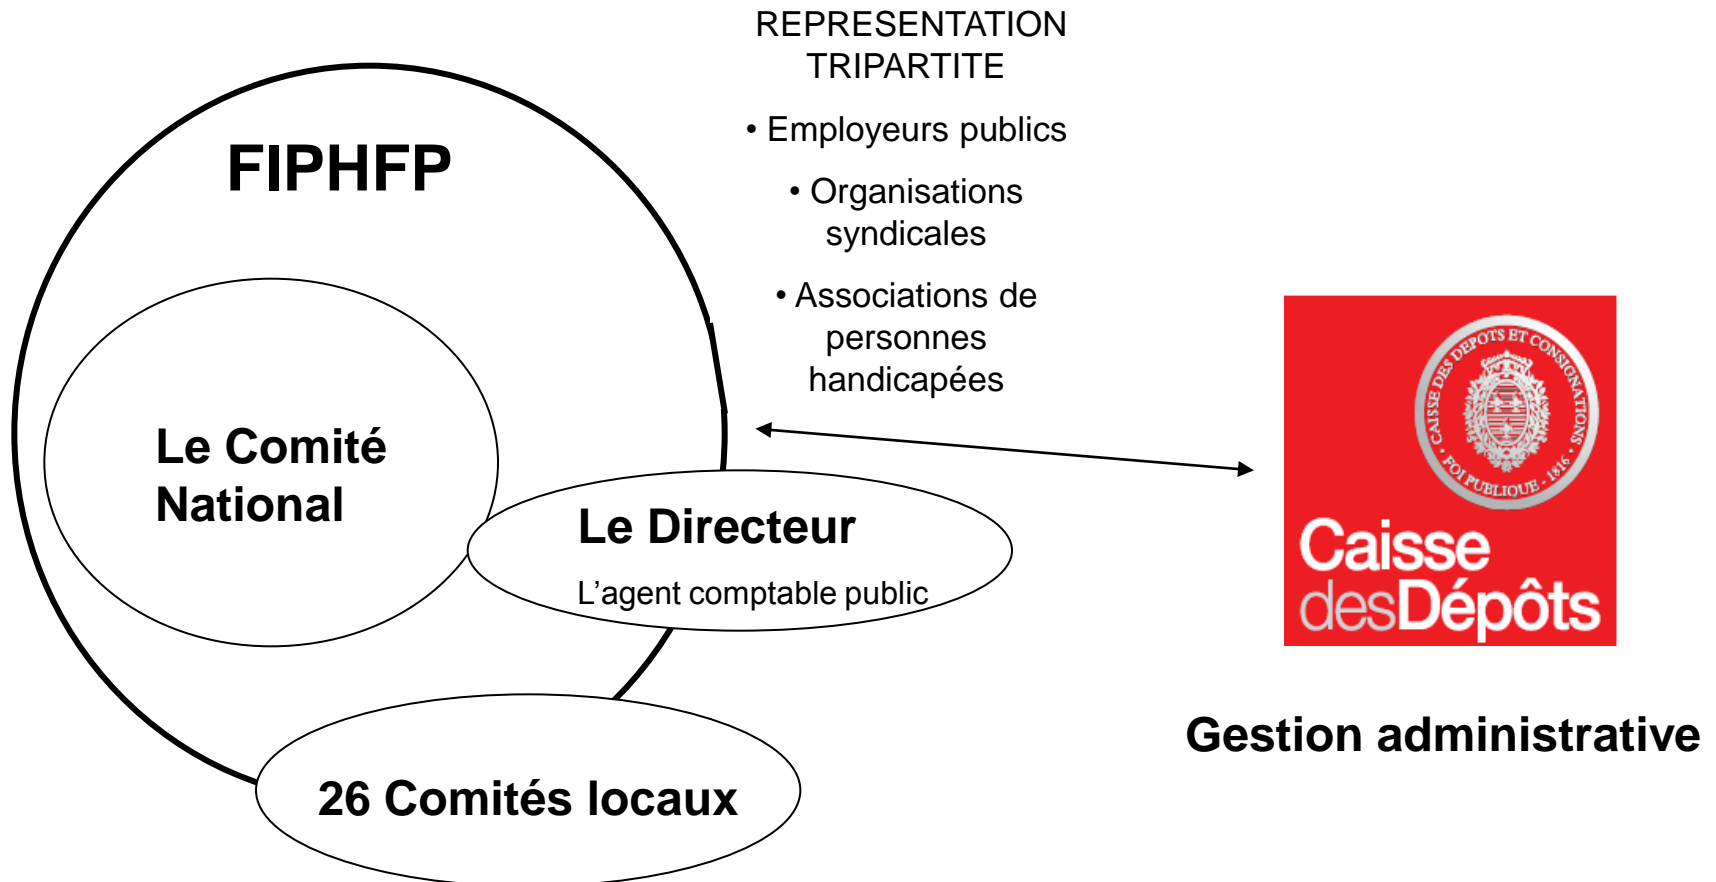 REPRESENTATION
TRIPARTITE
• Employeurs publics
• Organisations
syndicales
• Associations de
personnes
handicapées
FIPHFP
Le Comité
National
Le Directeur
L’agent comptable public
26 Comités locaux
CAISSE DES DEPOTS ET CONSIGNATIONS
• FOI PUBLIQUE - 1816 •
Caisse
desDépôts
Gestion administrative